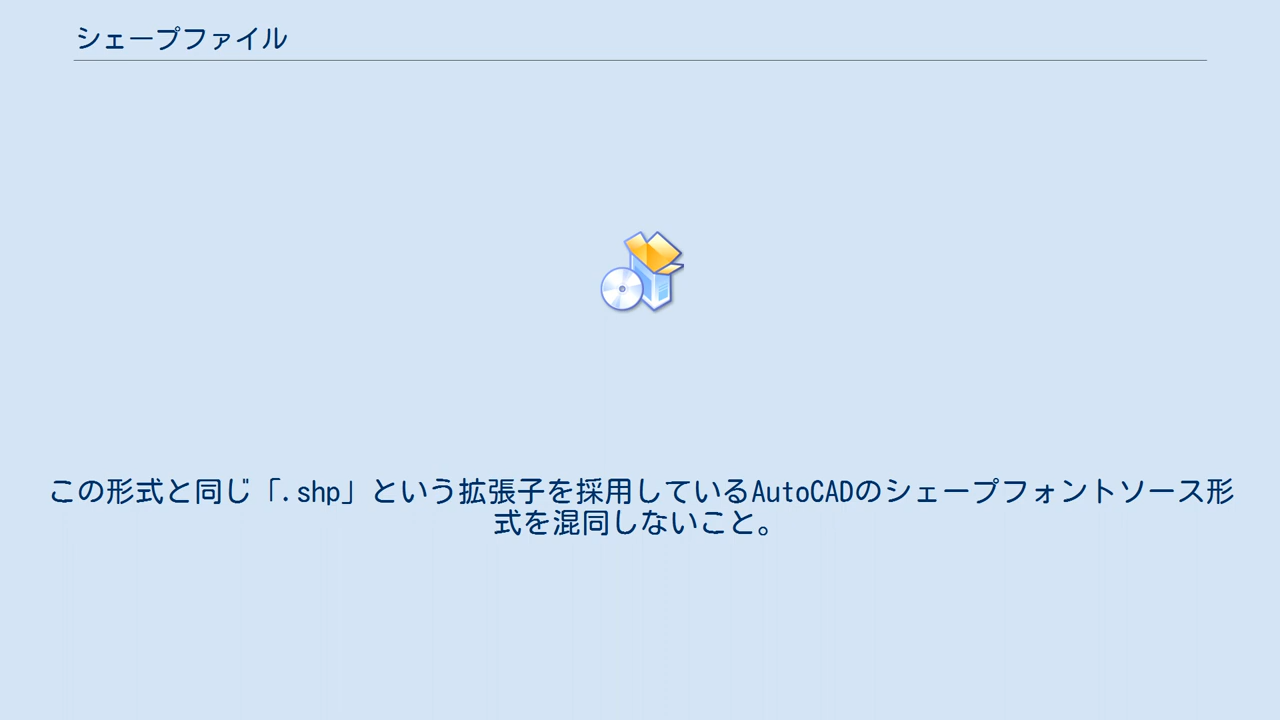 シェープファイル
この形式と同じ「.shp」という拡張子を採用しているAutoCADのシェープフォントソース形
式を混同しないこと。